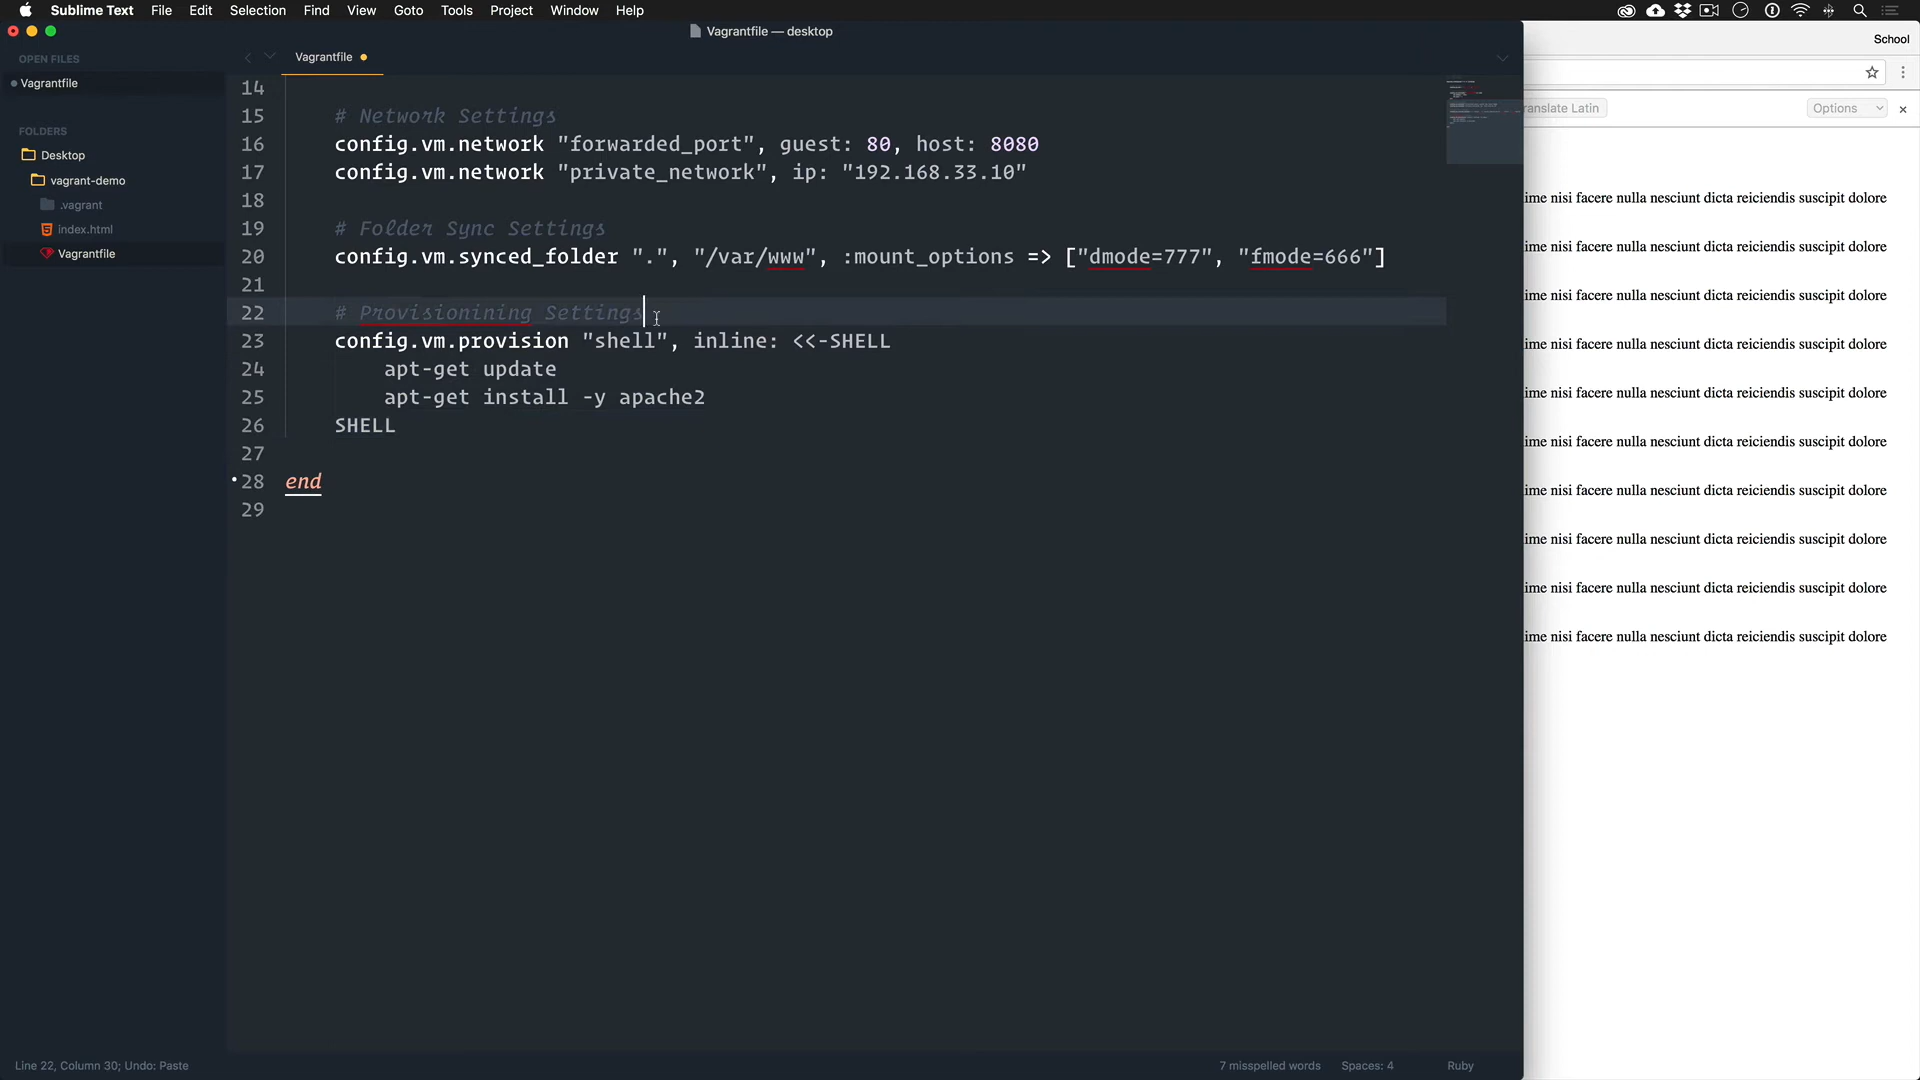 Sublime Text File Edit Selection Find View Goto Tools Project Window Help
Vagrantfile — desktop
School
OPEN FILES
Vagrantfile
Vagrantfile
FOLDERS
Desktop
vagrant-demo
.vagrant
index.html
Vagrantfile
14
15 # Network Settings
16 config.vm.network "forwarded_port", guest: 80, host: 8080
17 config.vm.network "private_network", ip: "192.168.33.10"
18
19 # Folder Sync Settings
20 config.vm.synced_folder ".", "/var/www", :mount_options => ["dmode=777", "fmode=666"]
21
22 # Provisionining Settings
23 config.vm.provision "shell", inline: <<-SHELL
24 apt-get update
25 apt-get install -y apache2
26 SHELL
27
28 end
29
Translate Latin Options
ime nisi facere nulla nesciunt dicta reiciendis suscipit dolore
ime nisi facere nulla nesciunt dicta reiciendis suscipit dolore
ime nisi facere nulla nesciunt dicta reiciendis suscipit dolore
ime nisi facere nulla nesciunt dicta reiciendis suscipit dolore
ime nisi facere nulla nesciunt dicta reiciendis suscipit dolore
ime nisi facere nulla nesciunt dicta reiciendis suscipit dolore
ime nisi facere nulla nesciunt dicta reiciendis suscipit dolore
ime nisi facere nulla nesciunt dicta reiciendis suscipit dolore
ime nisi facere nulla nesciunt dicta reiciendis suscipit dolore
ime nisi facere nulla nesciunt dicta reiciendis suscipit dolore
Line 22, Column 30; Undo: Paste
7 misspelled words Spaces: 4 Ruby